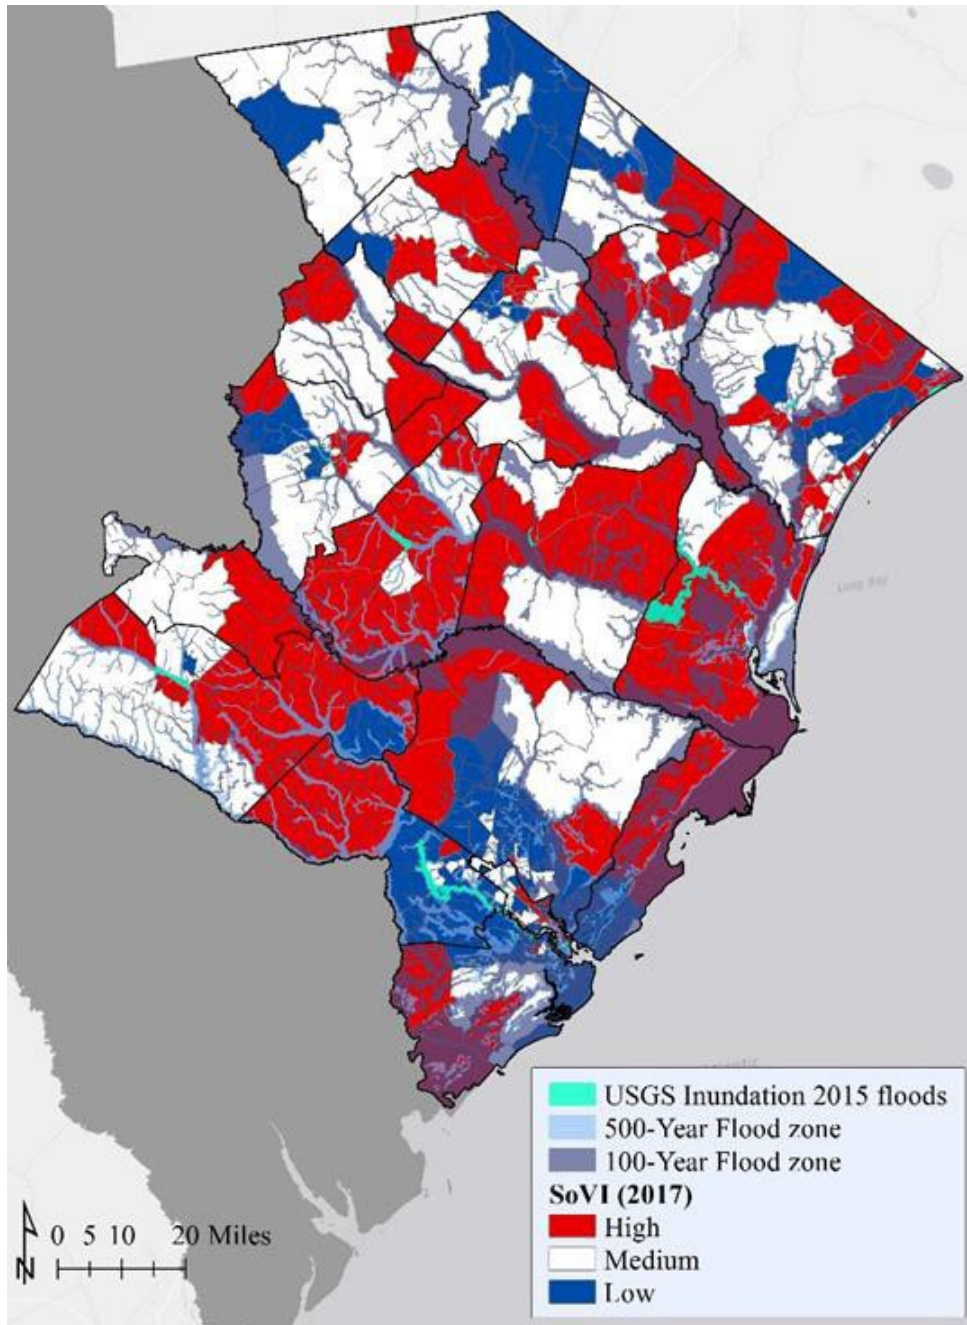 Long Bay
USGS Inundation 2015 floods
500-Year Flood zone
100-Year Flood zone
SoVI (2017)
High
Medium
Low
0 5 10 20 Miles
N